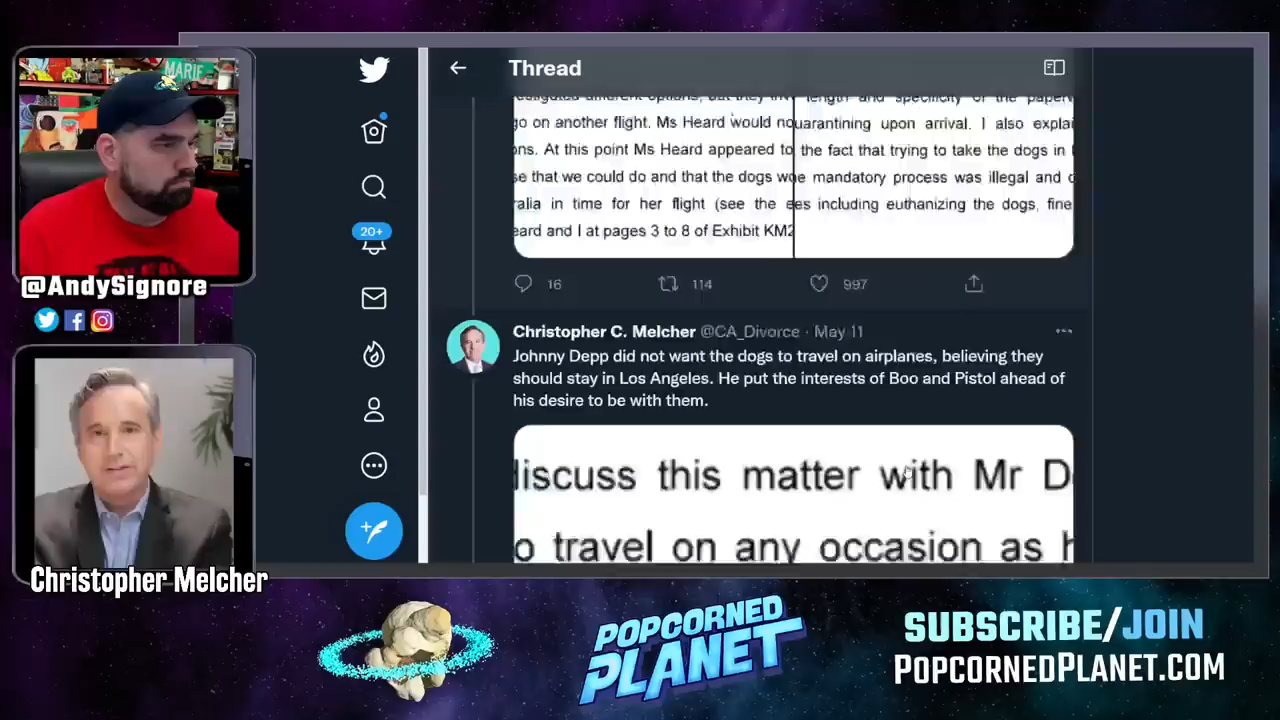 MARIE
@AndySignore
Christopher Melcher
20+
Thread
go on another flight. Ms Heard would no
ons. At this point Ms Heard appeared to
se that we could do and that the dogs wo
ralia in time for her flight (see the e
eard and I at pages 3 to 8 of Exhibit KM2
length and specificity of the paperw
uarantining upon arrival. I also explai
the fact that trying to take the dogs in
e mandatory process was illegal and c
es including euthanizing the dogs, fine
16
114
997
Christopher C. Melcher @CA_Divorce · May 11
Johnny Depp did not want the dogs to travel on airplanes, believing they
should stay in Los Angeles. He put the interests of Boo and Pistol ahead of
his desire to be with them.
discuss this matter with Mr D
o travel on any occasion as h
POPCORNED
PLANET
SUBSCRIBE/JOIN
POPCORNEDPLANET.COM